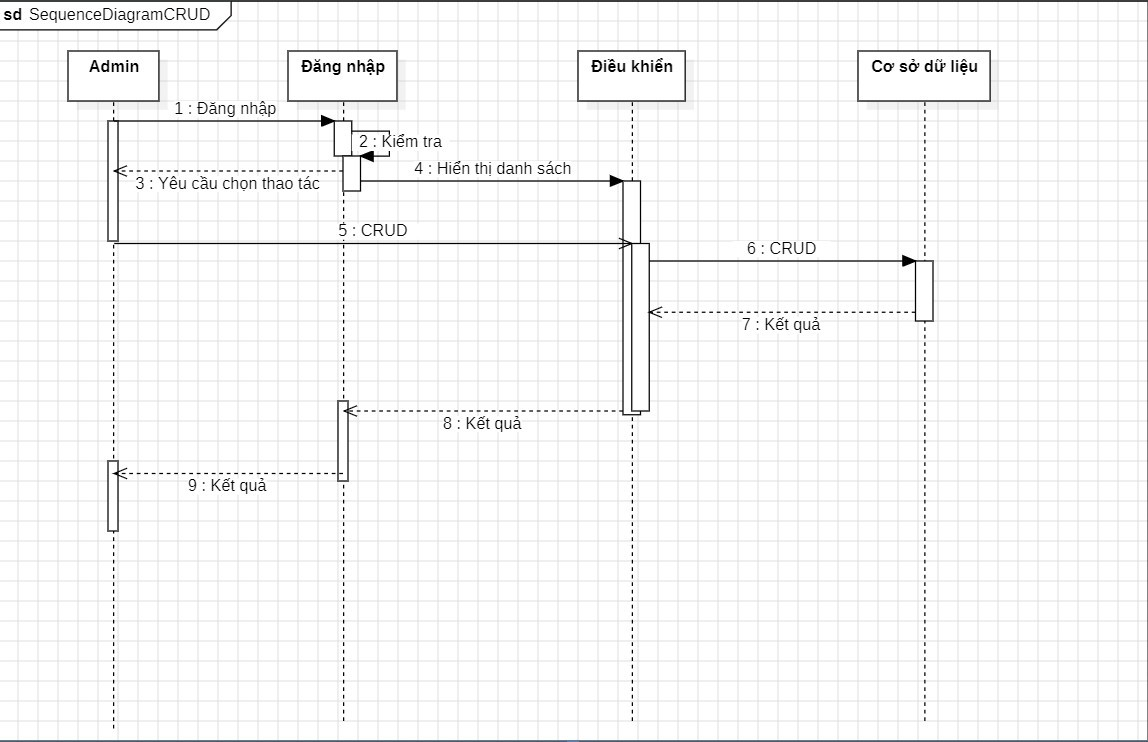 sd SequenceDiagramCRUD
Admin
Đăng nhập
Điều khiển
Cơ sở dữ liệu
1 : Đăng nhập
2 : Kiểm tra
3 : Yêu cầu chọn thao tác
4 : Hiển thị danh sách
5 : CRUD
6 : CRUD
7 : Kết quả
8 : Kết quả
9 : Kết quả